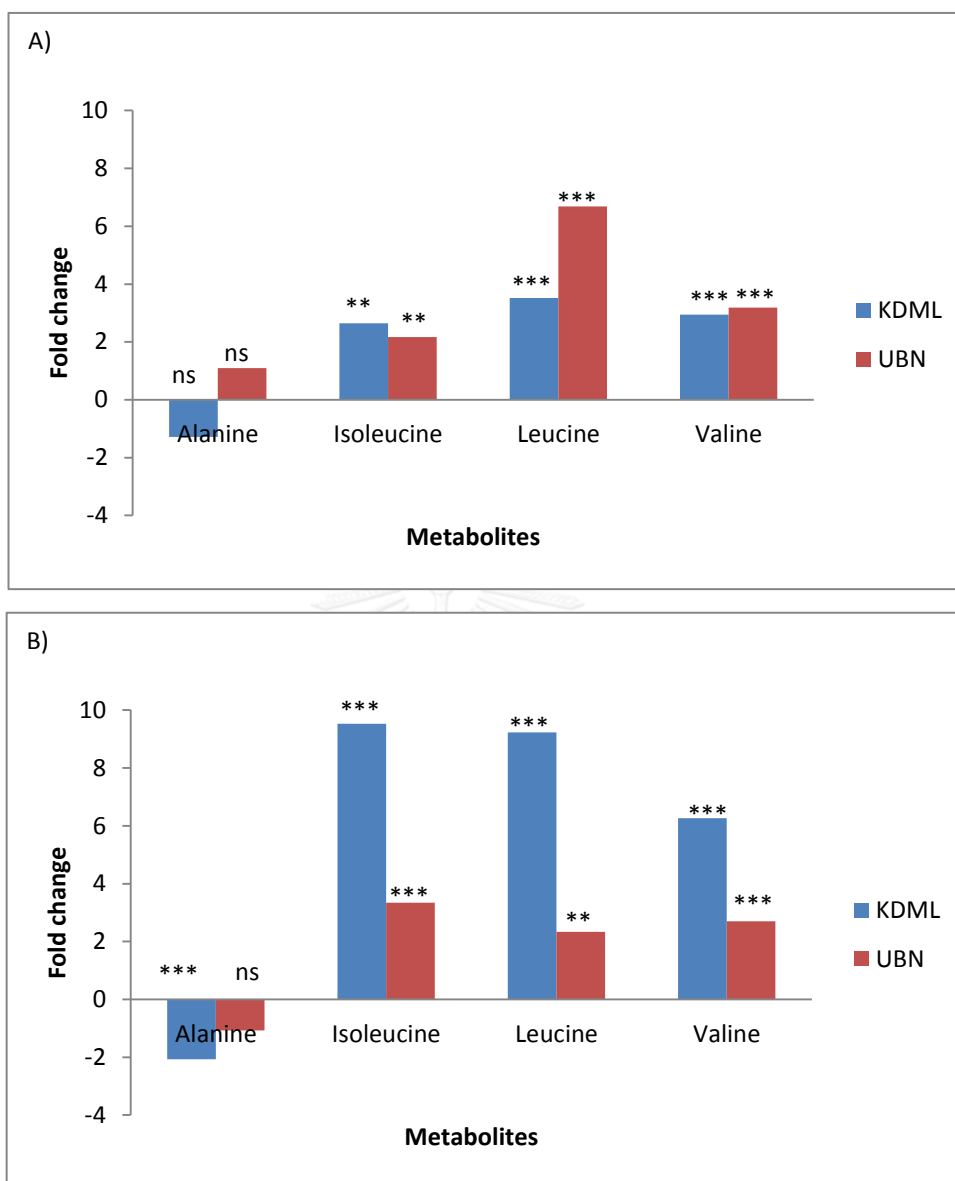 A)
10
8
6
4
2
0
-2
-4
Fold change
ns
ns
**
**
***
***
***
***
Alanine
Isoleucine
Leucine
Valine
Metabolites
KDML
UBN
B)
10
8
6
4
2
0
-2
-4
Fold change
***
ns
***
***
***
**
***
***
Alanine
Isoleucine
Leucine
Valine
Metabolites
KDML
UBN